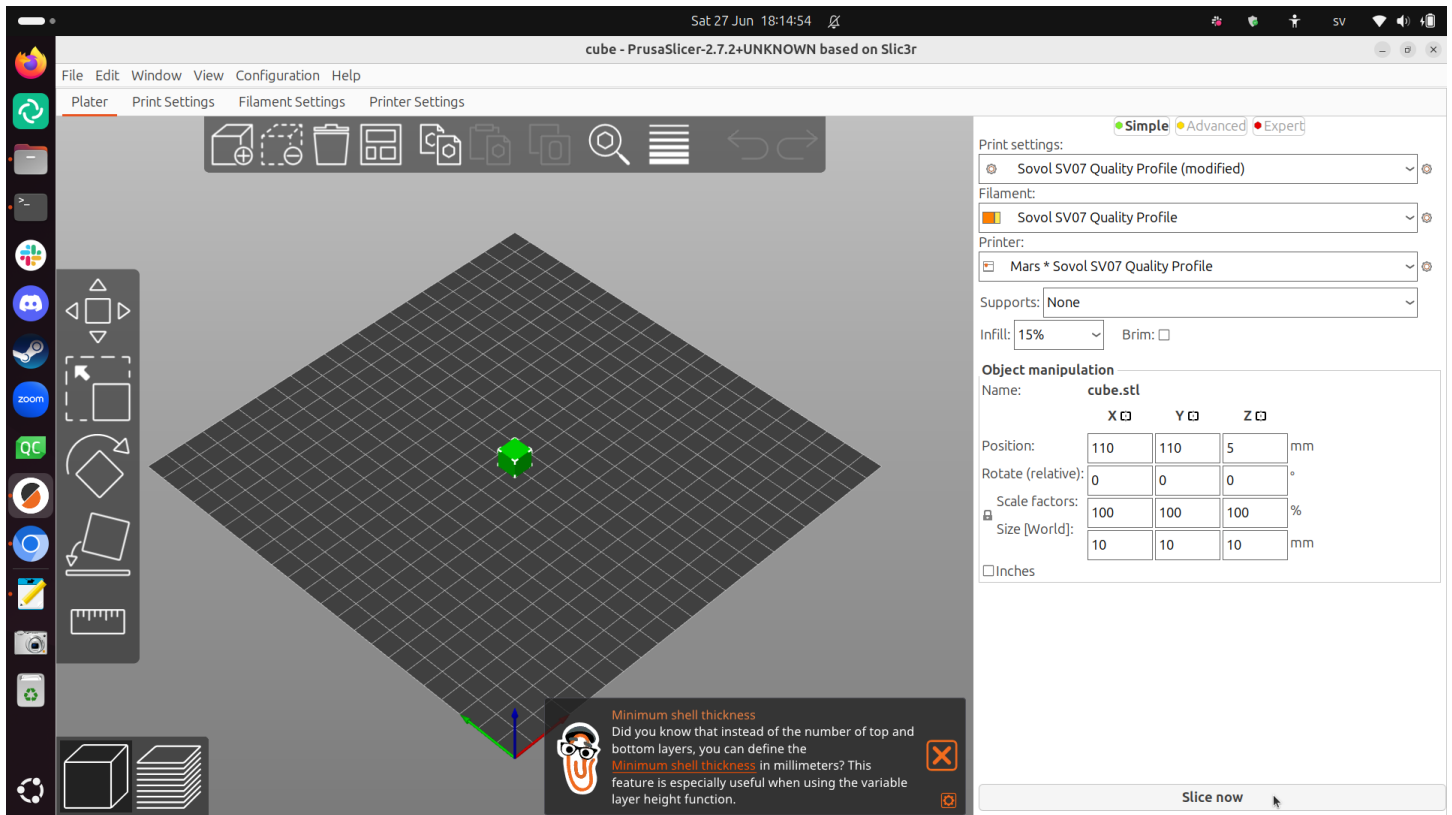 Sat 27 Jun 18:14:54
SV
cube - PrusaSlicer-2.7.2+UNKNOWN based on Slic3r
File Edit Window View Configuration Help
Plater Print Settings Filament Settings Printer Settings
Simple Advanced Expert
Print settings:
Sovol SV07 Quality Profile (modified)
Filament:
Sovol SV07 Quality Profile
Printer:
Mars * Sovol SV07 Quality Profile
Supports: None
Infill: 15% Brim:
Object manipulation
Name: cube.stl
X Y Z
Position: 110 110 5 mm
Rotate (relative): 0 0 0 °
Scale factors: 100 100 100 %
Size [World]: 10 10 10 mm
Inches
zoom
QC
Y
Minimum shell thickness
Did you know that instead of the number of top and
bottom layers, you can define the
Minimum shell thickness in millimeters? This
feature is especially useful when using the variable
layer height function.
Slice now